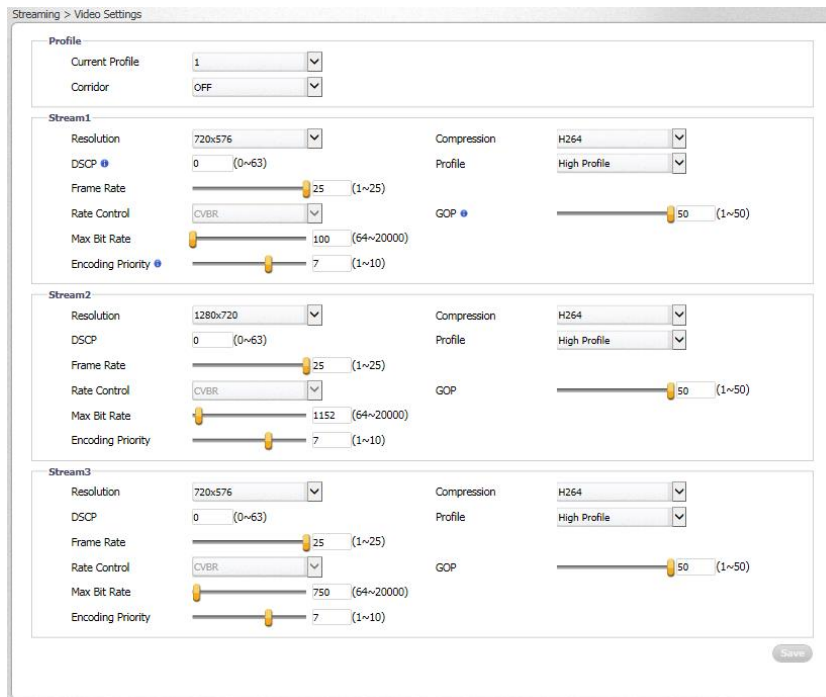 Streaming > Video Settings
Profile
Current Profile 1
Corridor OFF
Stream1
Resolution 720x576 Compression H264
DSCP 0 (0~63) Profile High Profile
Frame Rate 25 (1~25)
Rate Control CVBR GOP 50 (1~50)
Max Bit Rate 100 (64~20000)
Encoding Priority 7 (1~10)
Stream2
Resolution 1280x720 Compression H264
DSCP 0 (0~63) Profile High Profile
Frame Rate 25 (1~25)
Rate Control CVBR GOP 50 (1~50)
Max Bit Rate 1152 (64~20000)
Encoding Priority 7 (1~10)
Stream3
Resolution 720x576 Compression H264
DSCP 0 (0~63) Profile High Profile
Frame Rate 25 (1~25)
Rate Control CVBR GOP 50 (1~50)
Max Bit Rate 750 (64~20000)
Encoding Priority 7 (1~10)
Save